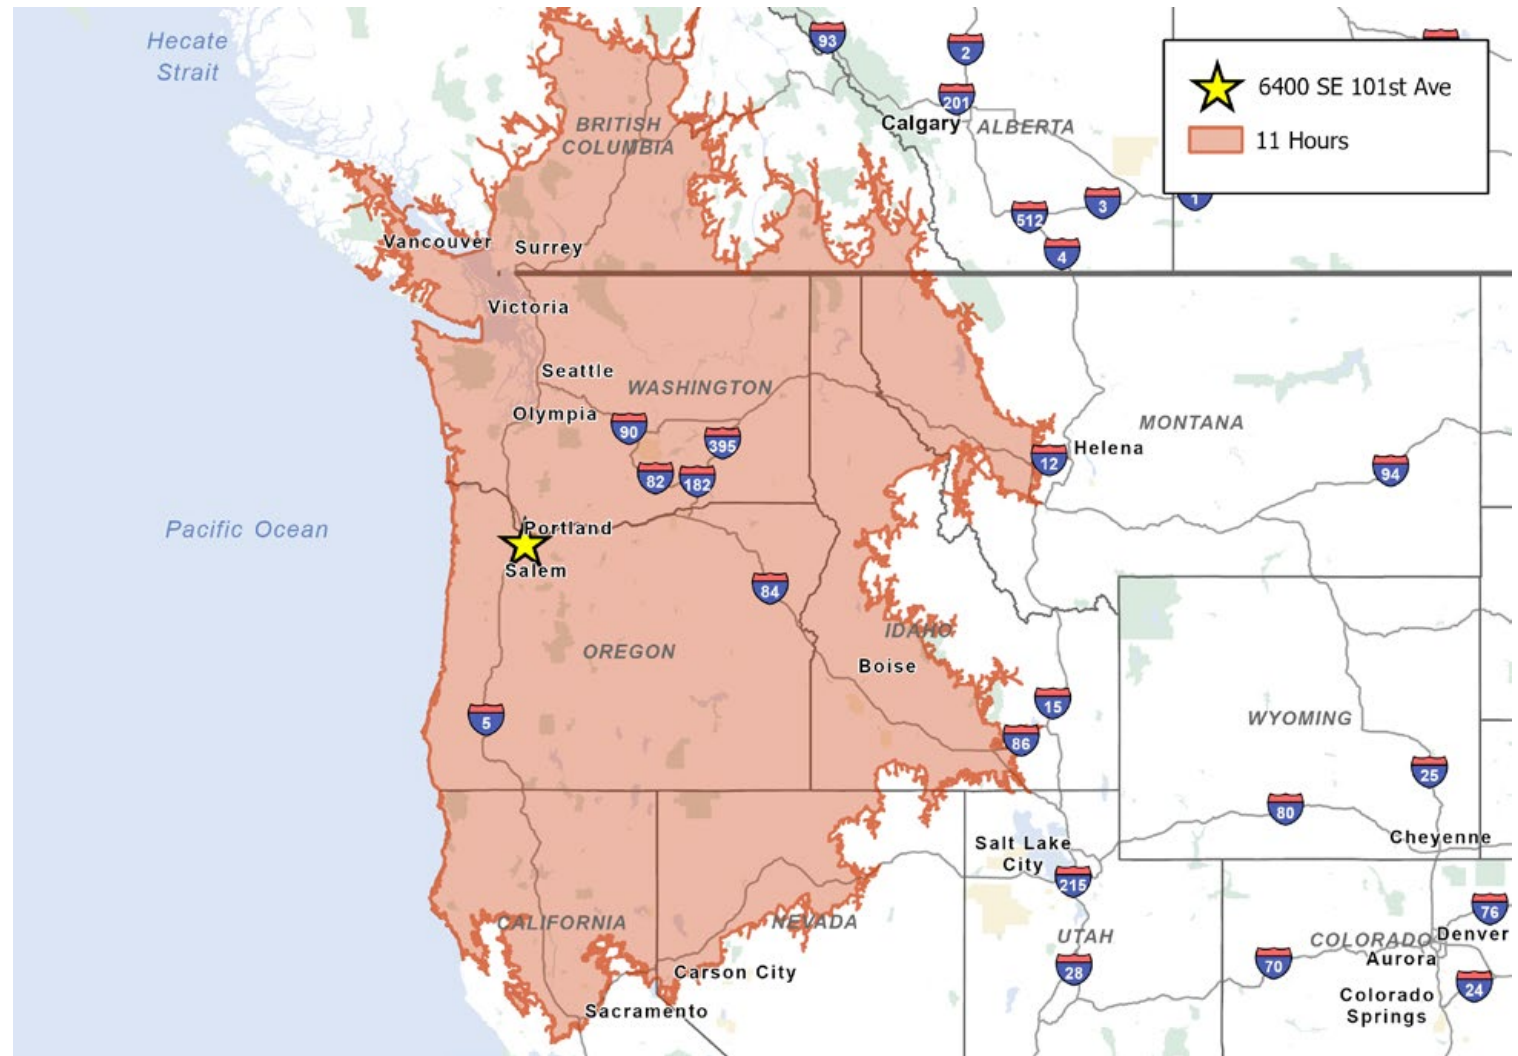 Hecate
Strait
93
2
6400 SE 101st Ave
201
Calgary
ALBERTA
BRITISH
COLUMBIA
11 Hours
512
3
1
4
Vancouver
Surrey
Victoria
Seattle
WASHINGTON
Olympia
90
395
MONTANA
12
Helena
82
182
94
Pacific Ocean
Portland
Salem
84
IDAHO
OREGON
Boise
15
5
86
WYOMING
25
80
Cheyenne
Salt Lake
City
215
76
CALIFORNIA
NEVADA
UTAH
COLORADO
Denver
Aurora
Carson City
28
70
24
Colorado
Springs
Sacramento